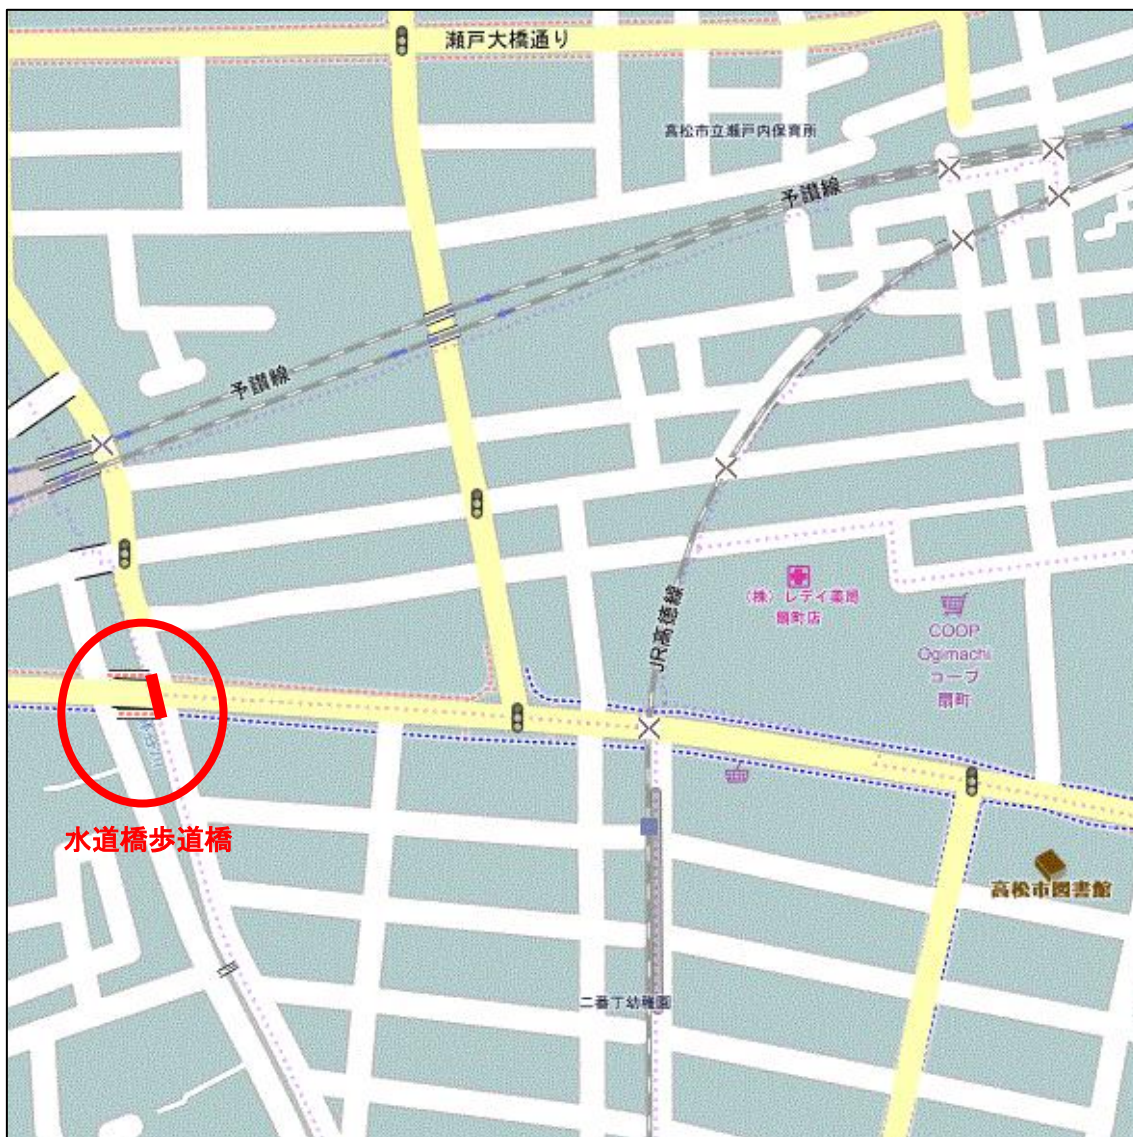 瀬戸大橋通り
高松市立瀬戸内保育所
予讃線
予讃線
JR高徳線
(株)レデイ薬局
扇町店
COOP
Ogimachi
コープ
扇町
水道橋歩道橋
高松市図書館
二番丁幼稚園